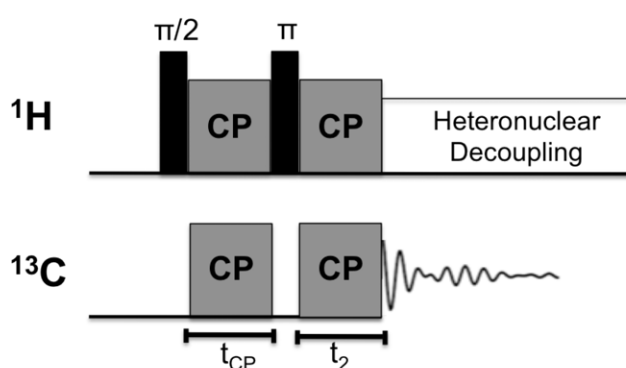 π/2 π
¹H CP CP Heteronuclear
Decoupling
¹³C CP CP
t_CP t₂